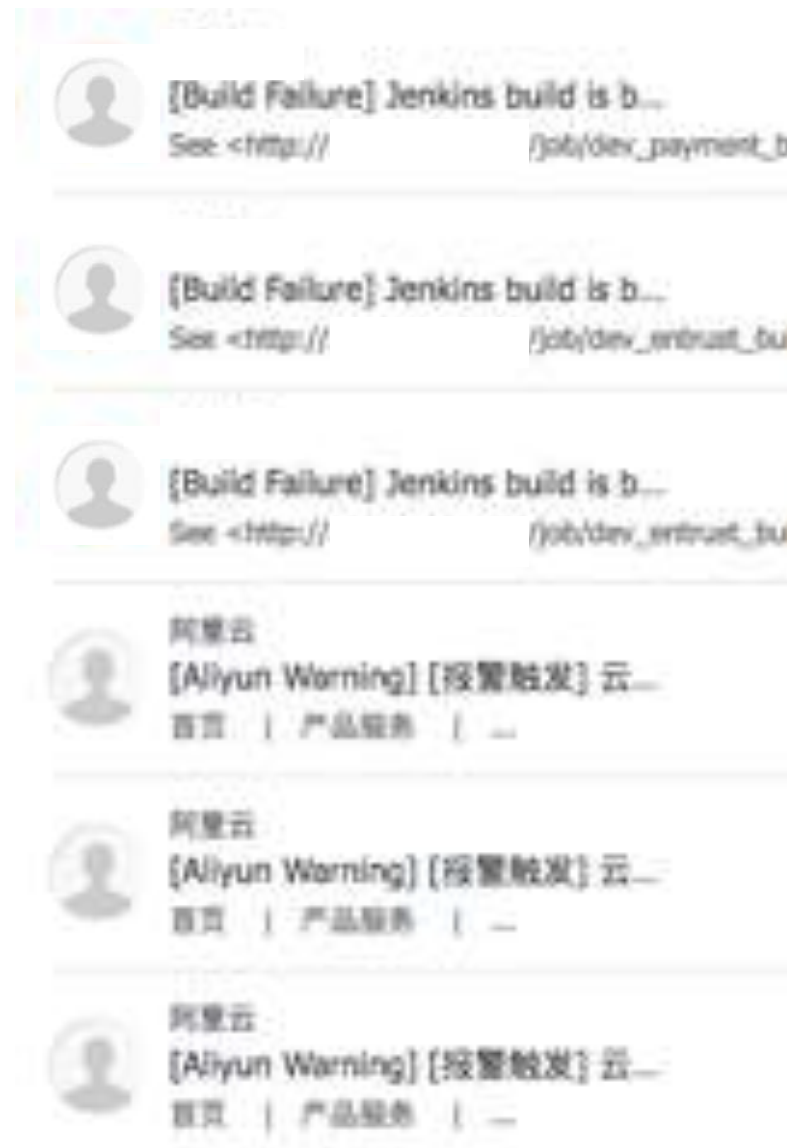 [Build Failure] Jenkins build is b...
See <http:// /job/dev_payment_b
[Build Failure] Jenkins build is b...
See <http:// /job/dev_entrust_bui
[Build Failure] Jenkins build is b...
See <http:// /job/dev_entrust_bui
阿里云
[Aliyun Warning] [报警触发] 云...
首页 | 产品服务 | ...
阿里云
[Aliyun Warning] [报警触发] 云...
首页 | 产品服务 | ...
阿里云
[Aliyun Warning] [报警触发] 云...
首页 | 产品服务 | ...